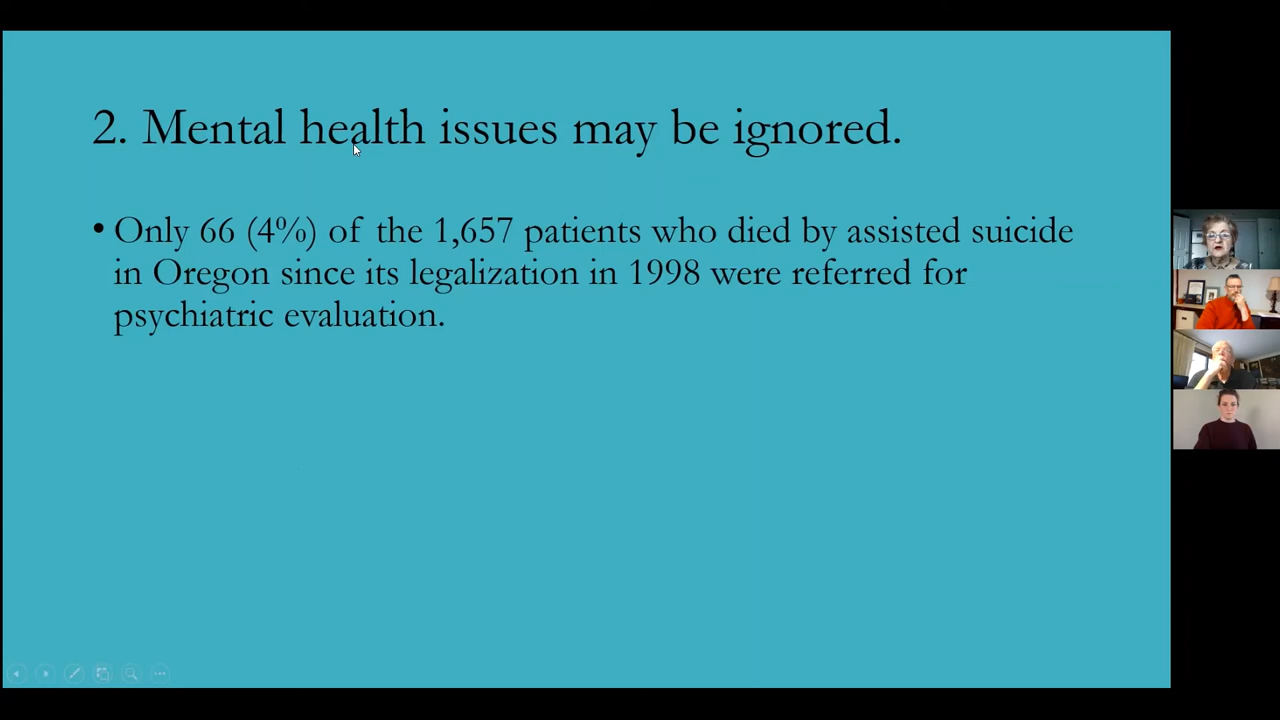 2. Mental health issues may be ignored.
• Only 66 (4%) of the 1,657 patients who died by assisted suicide
in Oregon since its legalization in 1998 were referred for
psychiatric evaluation.